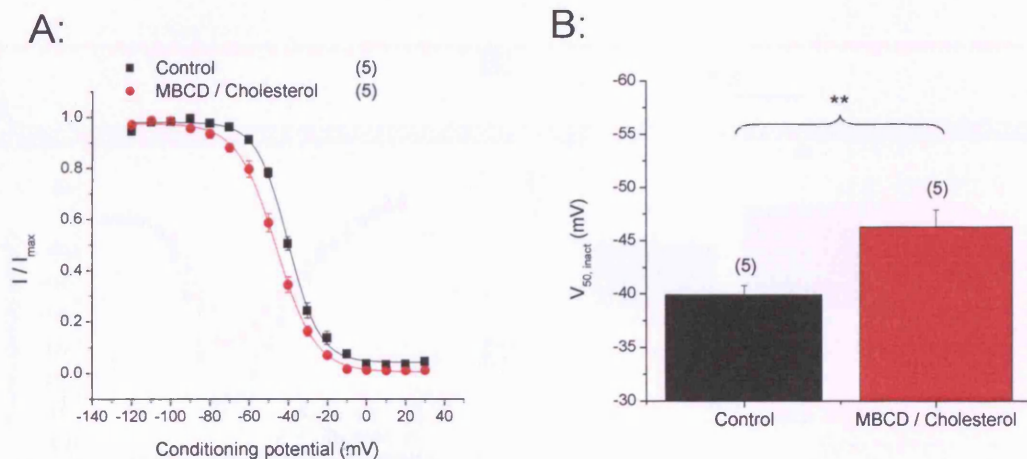 A:
Control (5)
MBCD / Cholesterol (5)
1.0
0.8
0.6
0.4
0.2
0.0
I / Imax
-140 -120 -100 -80 -60 -40 -20 0 20 40
Conditioning potential (mV)
B:
-60
-55
-50
-45
-40
-35
-30
V50, inact (mV)
**
(5)
(5)
Control MBCD / Cholesterol